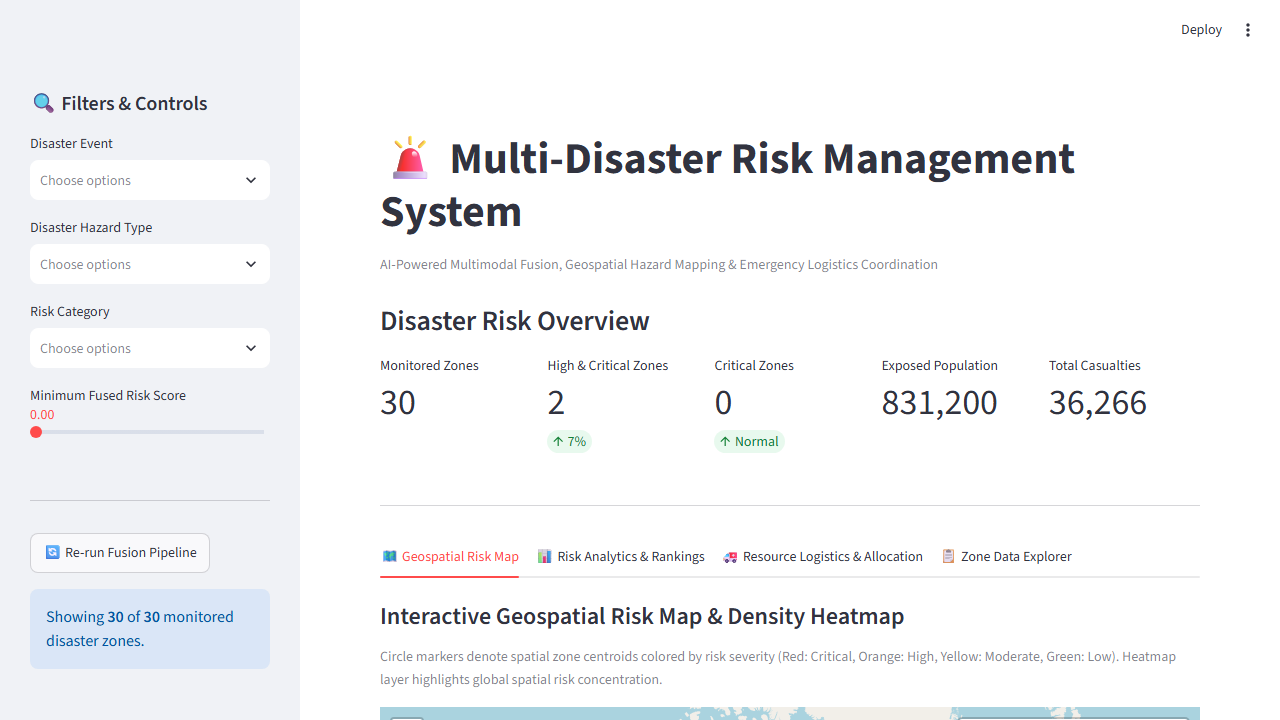 Deploy
Filters & Controls
Disaster Event
Choose options
Disaster Hazard Type
Choose options
Risk Category
Choose options
Minimum Fused Risk Score
0.00
Re-run Fusion Pipeline
Showing 30 of 30 monitored
disaster zones.
Multi-Disaster Risk Management
System
AI-Powered Multimodal Fusion, Geospatial Hazard Mapping & Emergency Logistics Coordination
Disaster Risk Overview
Monitored Zones
30
High & Critical Zones
2
↑ 7%
Critical Zones
0
↑ Normal
Exposed Population
831,200
Total Casualties
36,266
Geospatial Risk Map
Risk Analytics & Rankings
Resource Logistics & Allocation
Zone Data Explorer
Interactive Geospatial Risk Map & Density Heatmap
Circle markers denote spatial zone centroids colored by risk severity (Red: Critical, Orange: High, Yellow: Moderate, Green: Low). Heatmap
layer highlights global spatial risk concentration.